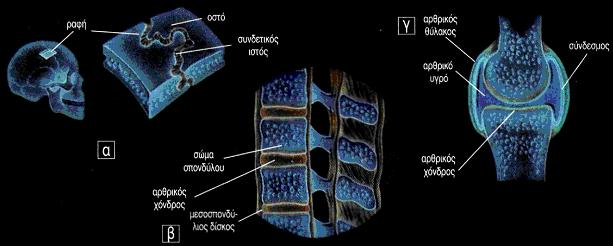 ραφή
οστό
συνδετικός
ιστός
α
σώμα
σπονδύλου
αρθρικός
χόνδρος
μεσοσπονδύ-
λιος δίσκος
β
γ
αρθρικός
θύλακος
σύνδεσμος
αρθρικό
υγρό
αρθρικός
χόνδρος